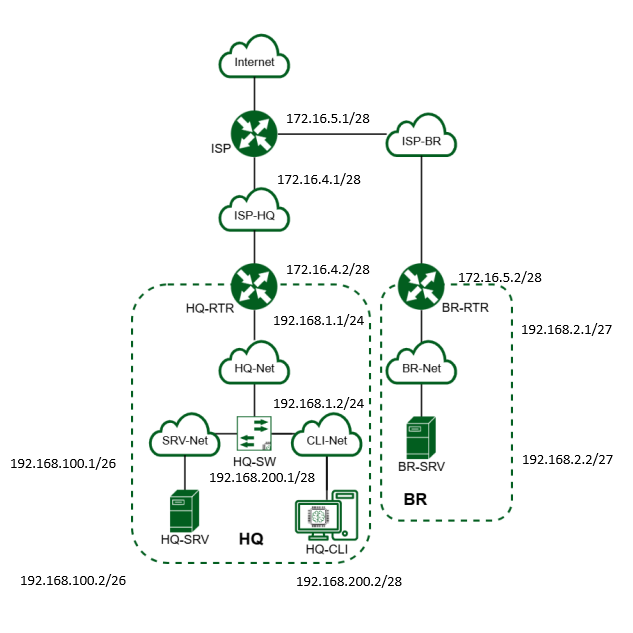 Internet
172.16.5.1/28
ISP
ISP-BR
172.16.4.1/28
ISP-HQ
172.16.4.2/28
172.16.5.2/28
HQ-RTR
BR-RTR
192.168.1.1/24
192.168.2.1/27
HQ-Net
BR-Net
192.168.1.2/24
SRV-Net
CLI-Net
HQ-SW
192.168.100.1/26
192.168.200.1/28
BR-SRV
192.168.2.2/27
BR
HQ-SRV
HQ
HQ-CLI
192.168.100.2/26
192.168.200.2/28